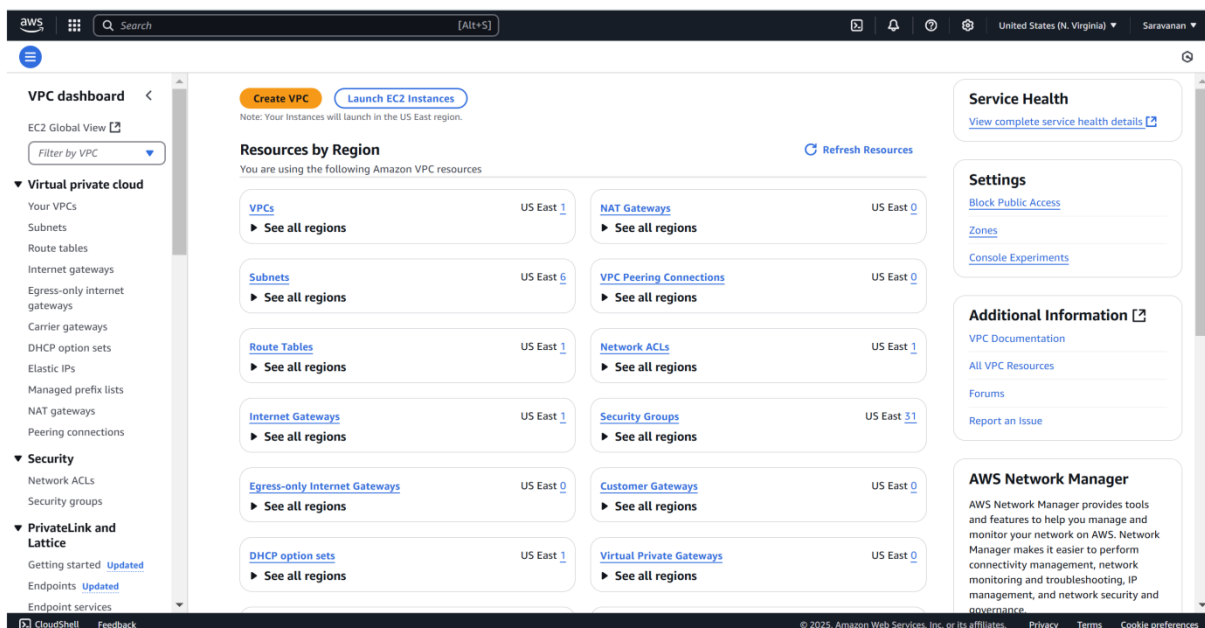 aws
Search
[Alt+S]
United States (N. Virginia) ▼
Saravanan ▼
VPC dashboard
EC2 Global View
Filter by VPC
▼ Virtual private cloud
Your VPCs
Subnets
Route tables
Internet gateways
Egress-only internet
gateways
Carrier gateways
DHCP option sets
Elastic IPs
Managed prefix lists
NAT gateways
Peering connections
▼ Security
Network ACLs
Security groups
▼ PrivateLink and
Lattice
Getting started Updated
Endpoints Updated
Endpoint services
Create VPC
Launch EC2 Instances
Note: Your Instances will launch in the US East region.
Resources by Region
Refresh Resources
You are using the following Amazon VPC resources
VPCs US East 1
▶ See all regions
NAT Gateways US East 0
▶ See all regions
Subnets US East 6
▶ See all regions
VPC Peering Connections US East 0
▶ See all regions
Route Tables US East 1
▶ See all regions
Network ACLs US East 1
▶ See all regions
Internet Gateways US East 1
▶ See all regions
Security Groups US East 31
▶ See all regions
Egress-only Internet Gateways US East 0
▶ See all regions
Customer Gateways US East 0
▶ See all regions
DHCP option sets US East 1
▶ See all regions
Virtual Private Gateways US East 0
▶ See all regions
Service Health
View complete service health details
Settings
Block Public Access
Zones
Console Experiments
Additional Information
VPC Documentation
All VPC Resources
Forums
Report an Issue
AWS Network Manager
AWS Network Manager provides tools
and features to help you manage and
monitor your network on AWS. Network
Manager makes it easier to perform
connectivity management, network
monitoring and troubleshooting, IP
management, and network security and
governance.
CloudShell Feedback
© 2025, Amazon Web Services, Inc. or its affiliates. Privacy Terms Cookie preferences